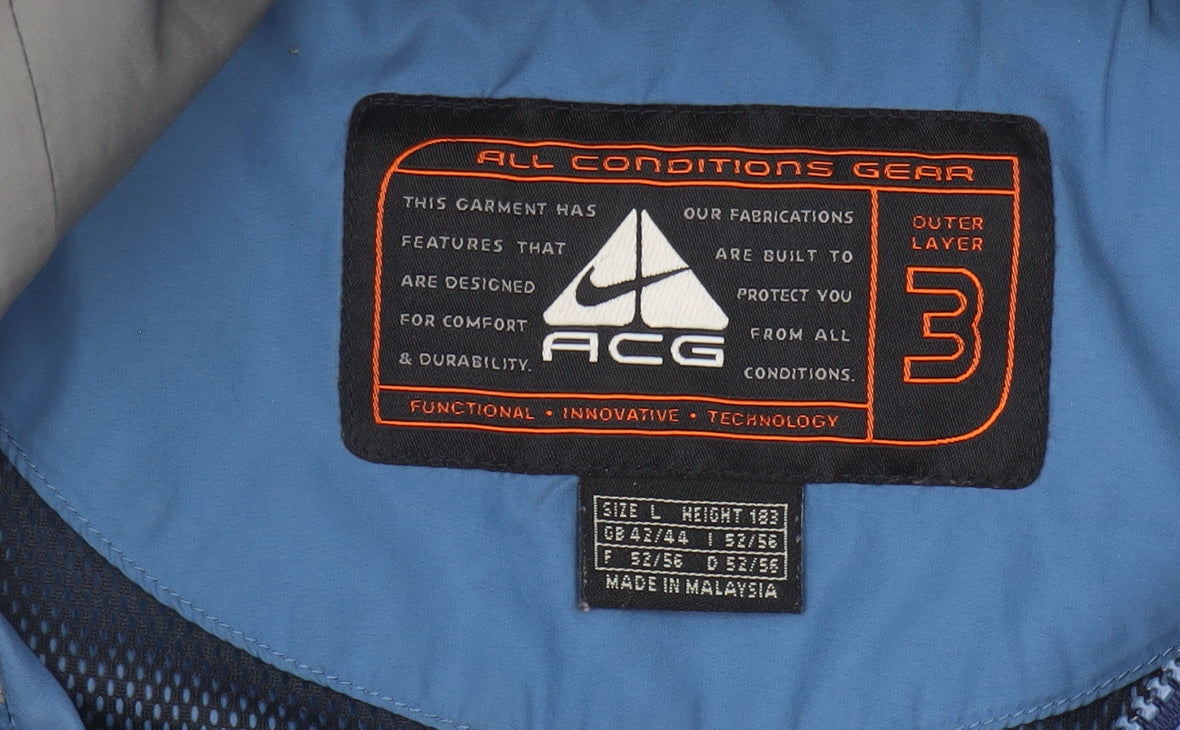 ALL CONDITIONS GEAR
THIS GARMENT HAS
FEATURES THAT
ARE DESIGNED
FOR COMFORT
& DURABILITY.
ACG
OUR FABRICATIONS
ARE BUILT TO
PROTECT YOU
FROM ALL
CONDITIONS.
OUTER
LAYER
3
FUNCTIONAL • INNOVATIVE • TECHNOLOGY
SIZE L HEIGHT 183
GB 42/44 I 52/56
F 52/56 D 52/56
MADE IN MALAYSIA